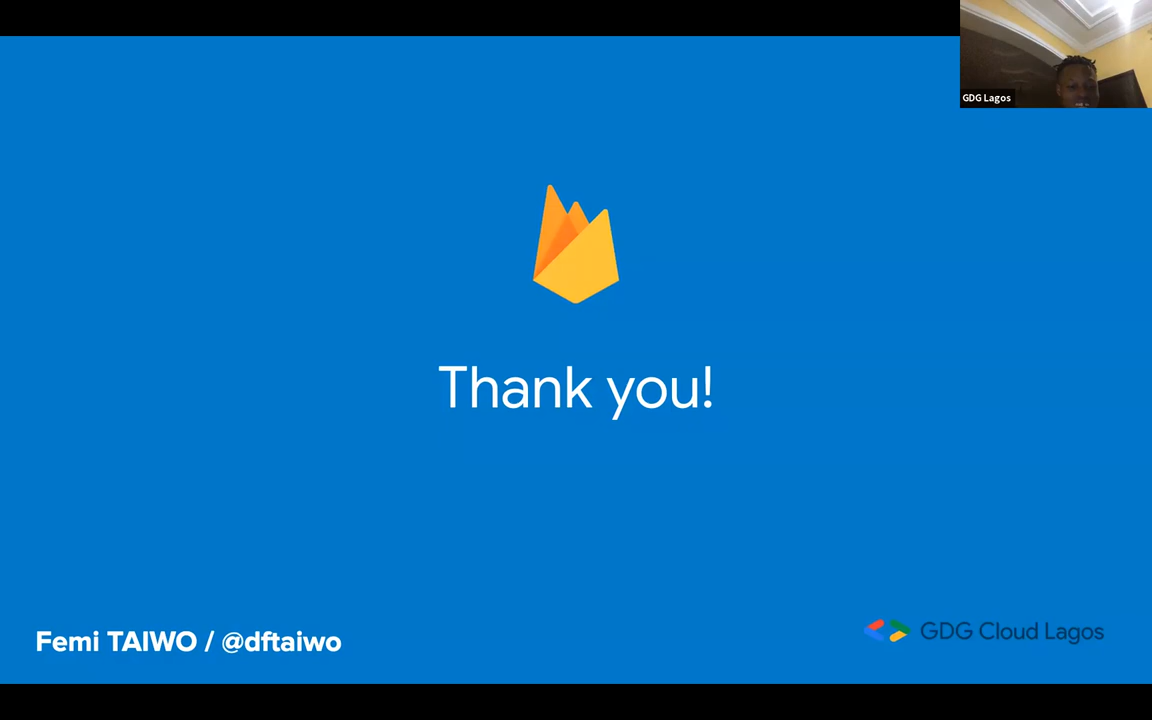 GDG Lagos
Thank you!
Femi TAIWO / @dftaiwo
GDG Cloud Lagos